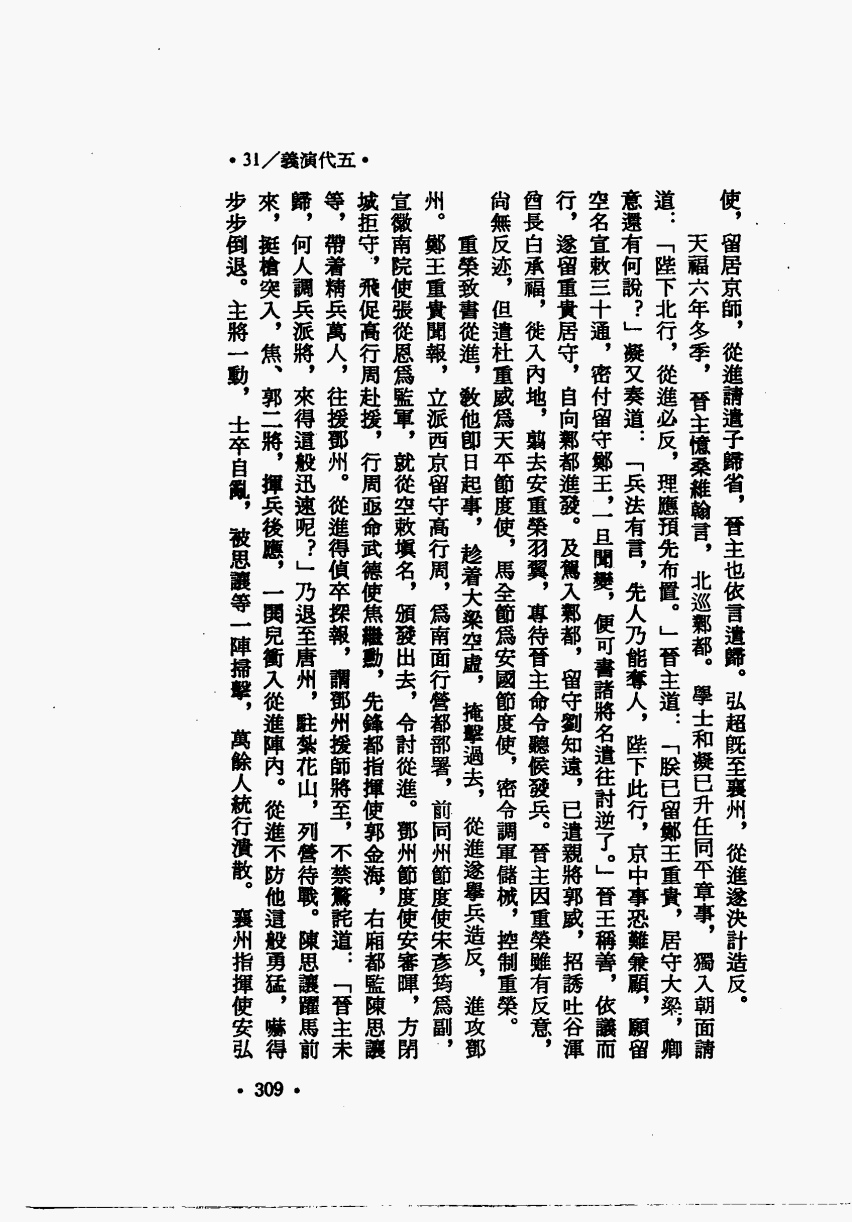 •31／義演代五•
使，留居京師，從進請遣子歸省，晉主也依言遣歸。弘超旣至襄州，從進遂決計造反。
天福六年冬季，晉主憶桑維翰言，北巡鄴都。學士和凝已升任同平章事，獨入朝面請
道：「陛下北行，從進必反，理應預先布置。」晉主道：「朕已留鄭王重貴，居守大梁，卿
意還有何說？」凝又奏道：「兵法有言，先人乃能奪人，陛下此行，京中事恐難兼顧，願留
空名宣敕三十通，密付留守鄭王，一旦聞變，便可書諸將名遣往討逆了。」晉王稱善，依議而
行，遂留重貴居守，自向鄴都進發。及駕入鄴都，留守劉知遠，已遣親將郭威，招誘吐谷渾
酋長白承福，徙入內地，翦去安重榮羽翼，專待晉主命令聽候發兵。晉主因重榮雖有反意，
尙無反迹，但遣杜重威爲天平節度使，馬全節爲安國節度使，密令調軍儲械，控制重榮。
重榮致書從進，敎他卽日起事，趁着大梁空虛，掩擊過去，從進遂擧兵造反，進攻鄧
州。鄭王重貴聞報，立派西京留守高行周，爲南面行營都部署，前同州節度使宋彥筠爲副，
宣徽南院使張從恩爲監軍，就從空敕塡名，頒發出去，令討從進。鄧州節度使安審暉，方閉
城拒守，飛促高行周赴援，行周亟命武德使焦繼勳，先鋒都指揮使郭金海，右廂都監陳思讓
等，帶着精兵萬人，往援鄧州。從進得偵卒探報，謂鄧州援師將至，不禁驚詫道：「晉主未
歸，何人調兵派將，來得這般迅速呢？」乃退至唐州，駐紮花山，列營待戰。陳思讓躍馬前
來，挺槍突入，焦、郭二將，揮兵後應，一鬨兒衝入從進陣內。從進不防他這般勇猛，嚇得
步步倒退。主將一動，士卒自亂，被思讓等一陣掃擊，萬餘人統行潰散。襄州指揮使安弘
•309•